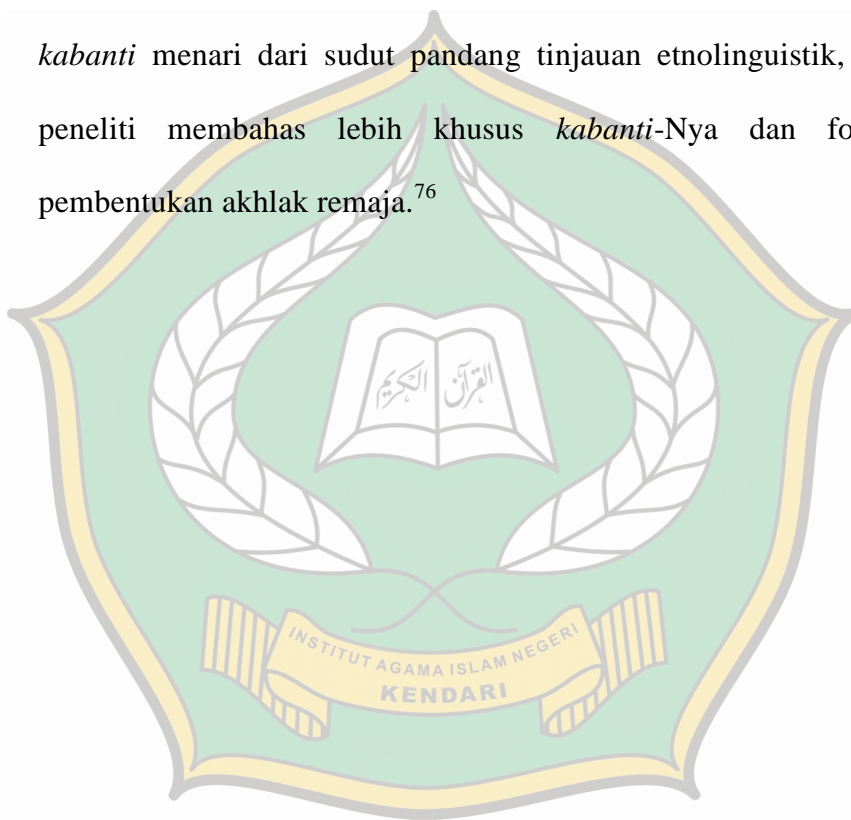 kabanti menari dari sudut pandang tinjauan etnolinguistik,
peneliti membahas lebih khusus kabanti-Nya dan
pembentukan akhlak remaja.76
القرآن الكريم
INSTITUT AGAMA ISLAM NEGERI
KENDARI